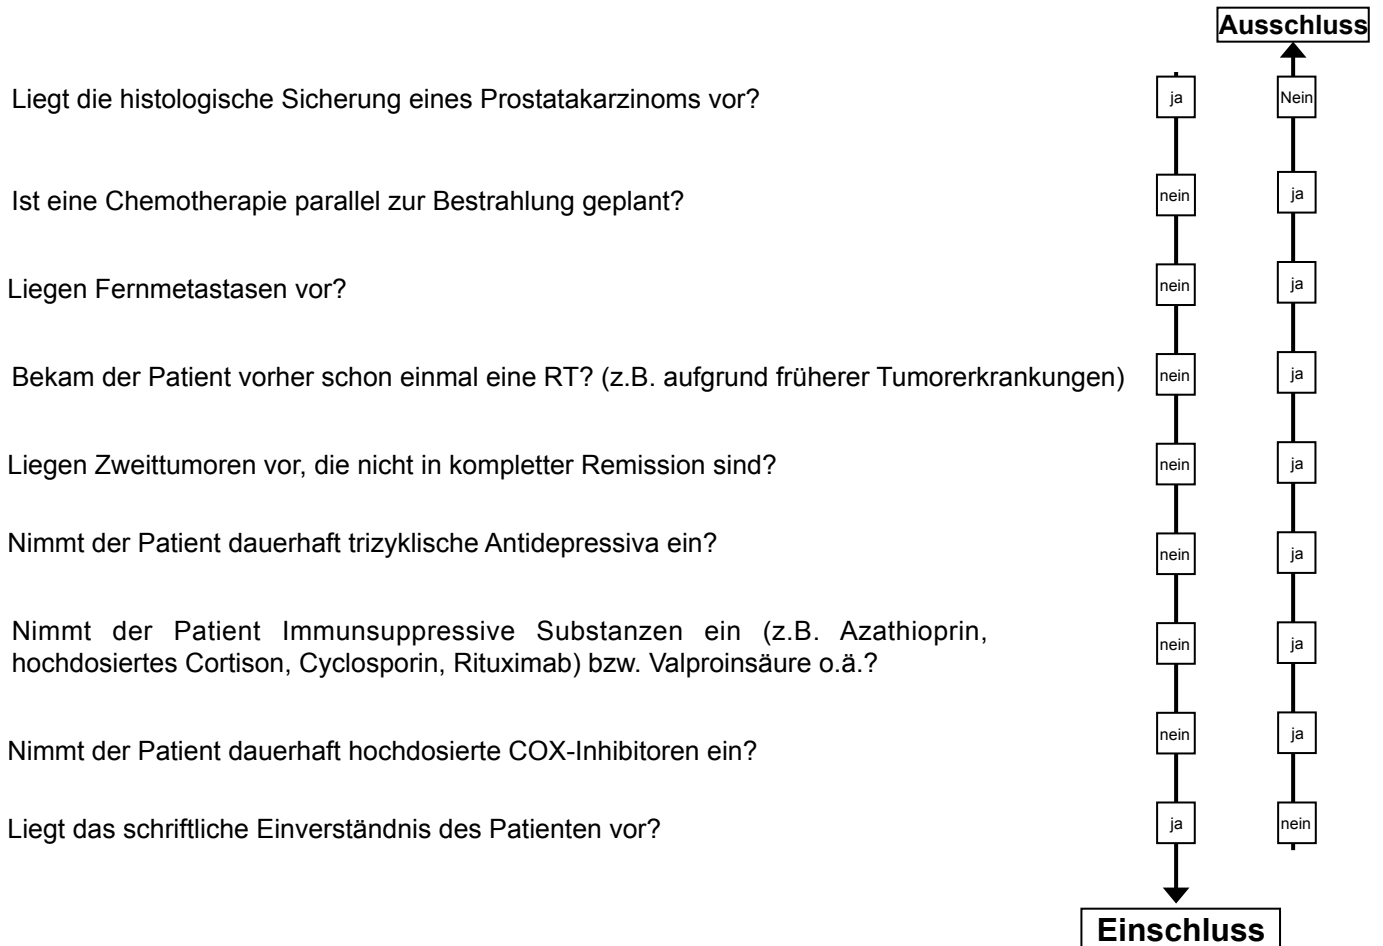 Ausschluss
Liegt die histologische Sicherung eines Prostatakarzinoms vor? ja Nein
Ist eine Chemotherapie parallel zur Bestrahlung geplant? nein ja
Liegen Fernmetastasen vor? nein ja
Bekam der Patient vorher schon einmal eine RT? (z.B. aufgrund früherer Tumorerkrankungen) nein ja
Liegen Zweittumoren vor, die nicht in kompletter Remission sind? nein ja
Nimmt der Patient dauerhaft trizyklische Antidepressiva ein? nein ja
Nimmt der Patient Immunsuppressive Substanzen ein (z.B. Azathioprin,
hochdosiertes Cortison, Cyclosporin, Rituximab) bzw. Valproinsäure o.ä.? nein ja
Nimmt der Patient dauerhaft hochdosierte COX-Inhibitoren ein? nein ja
Liegt das schriftliche Einverständnis des Patienten vor? ja nein
Einschluss